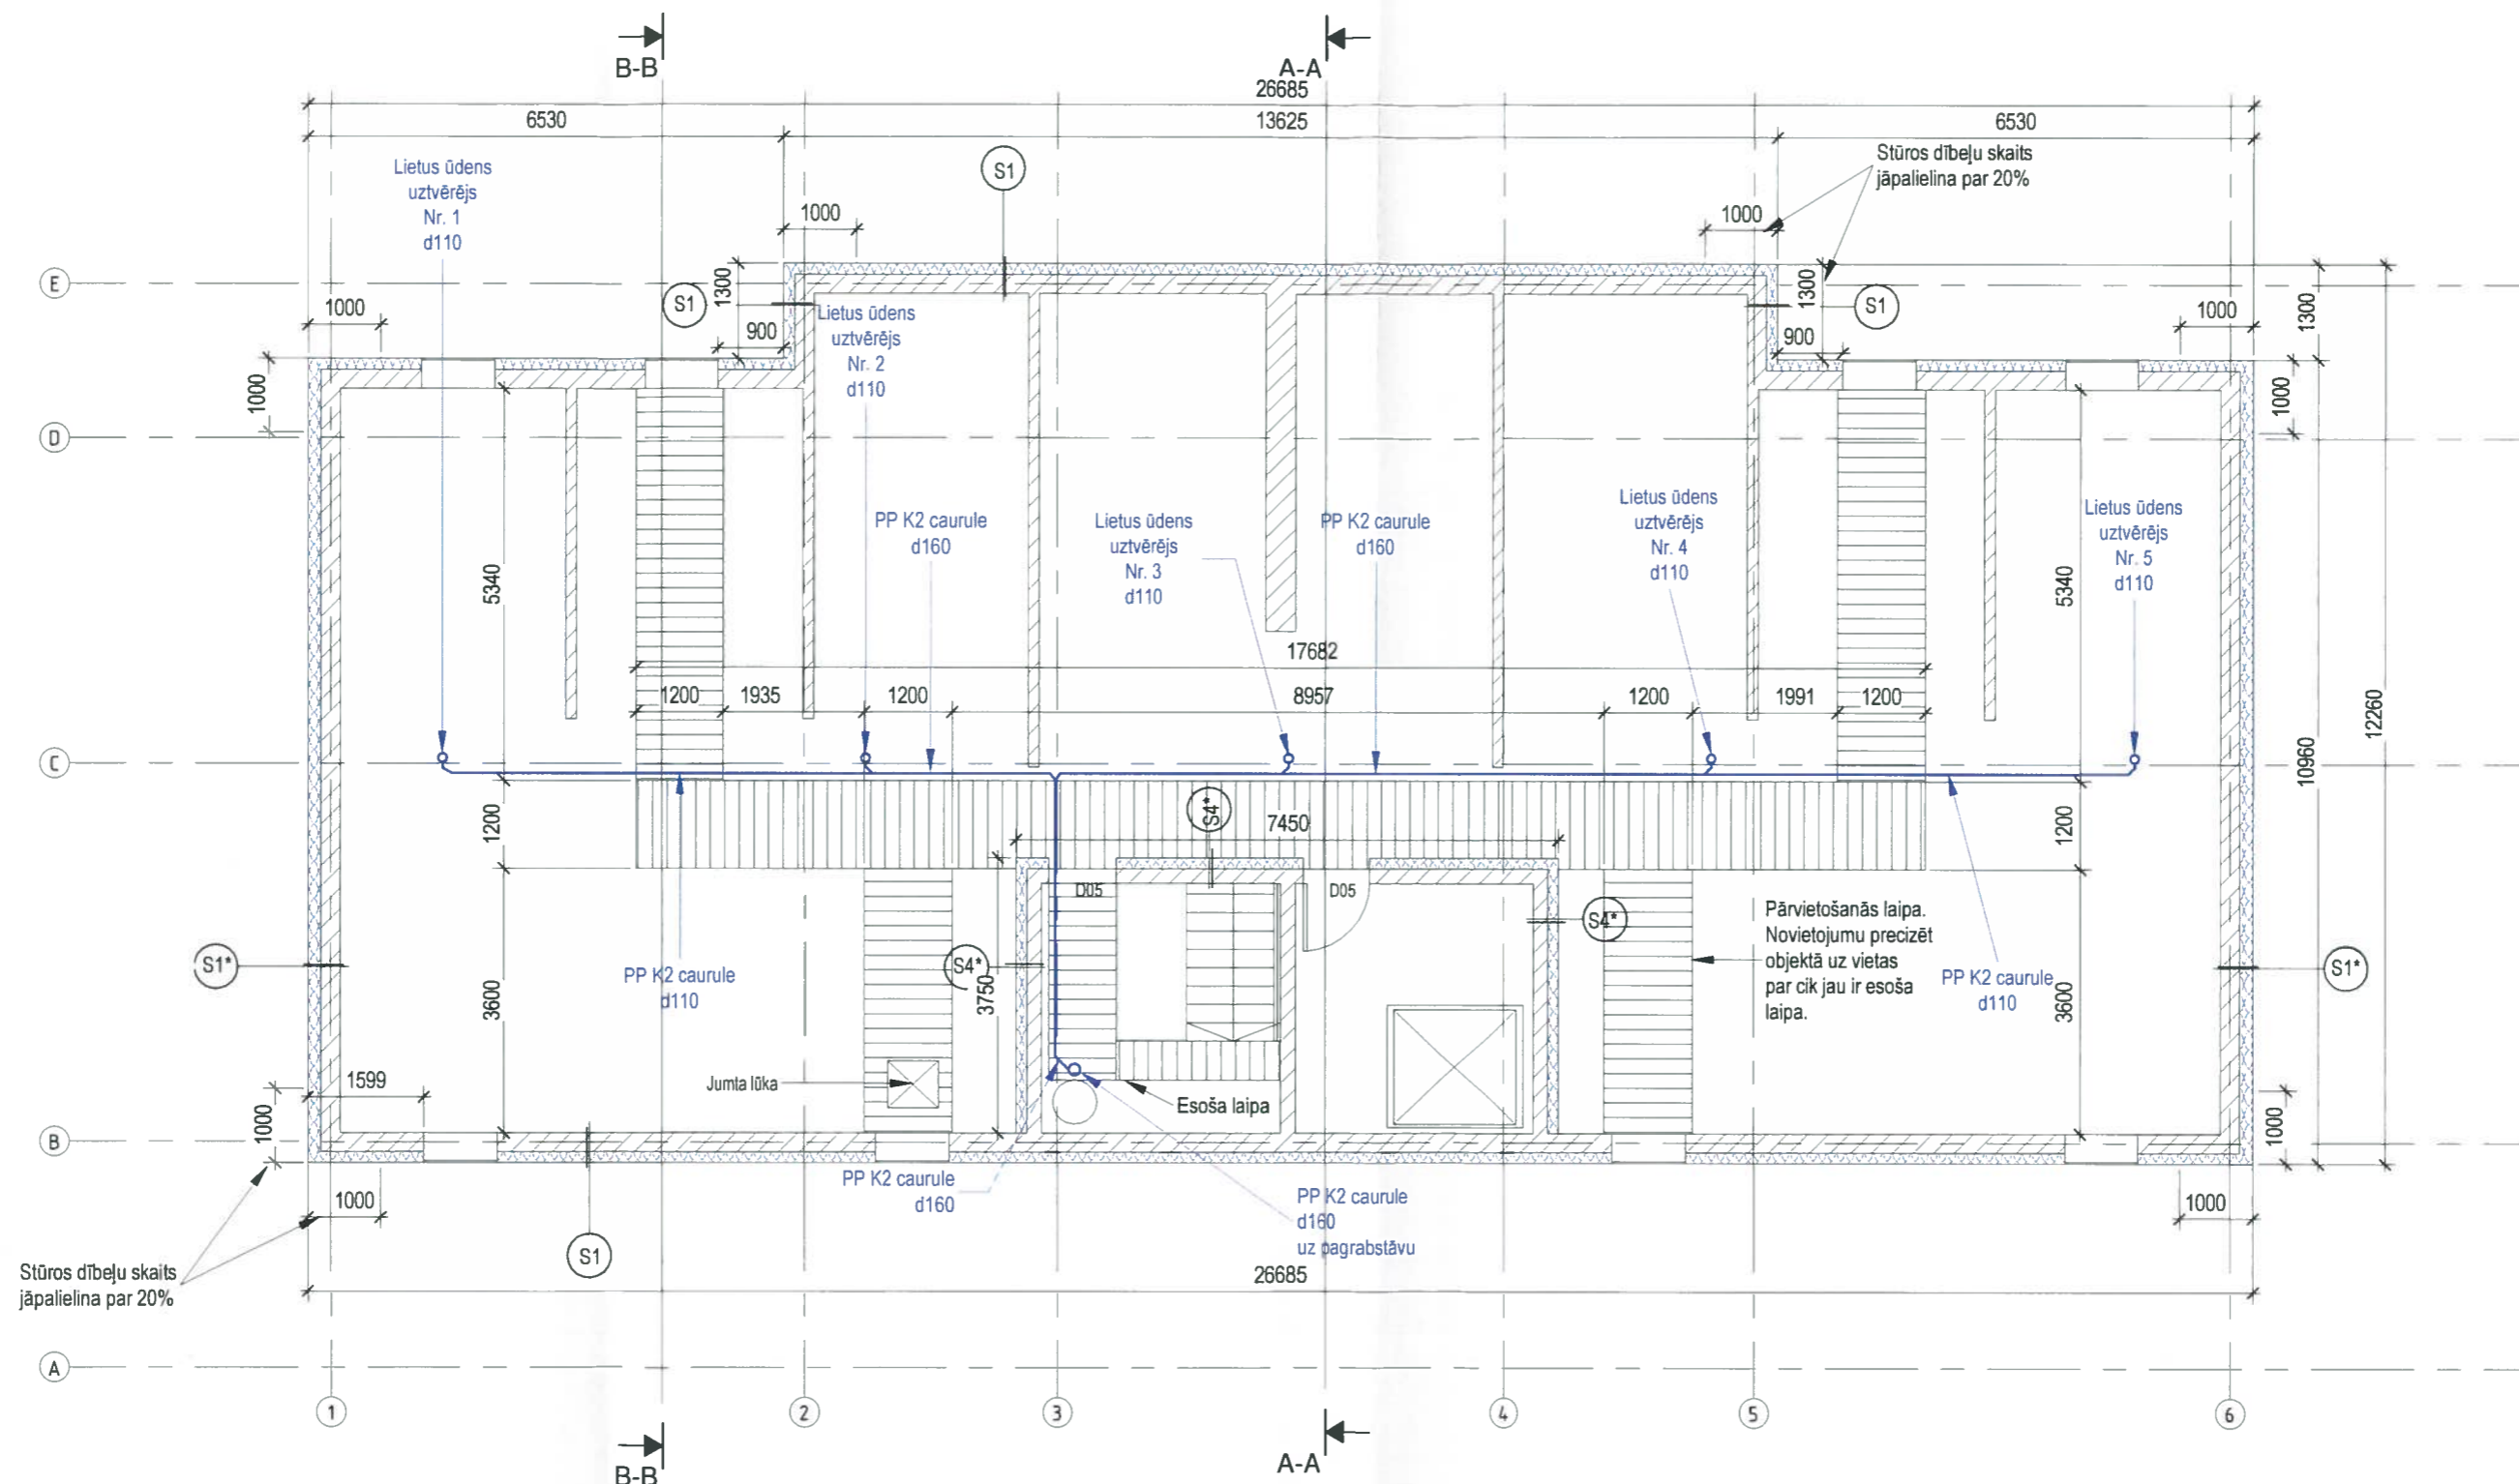 B-B
A-A
26685
6530
13625
6530
Lietus ūdens
uztvērējs
Nr. 1
d110
S1
Stūros dībeļu skaits
jāpalielina par 20%
1000
1000
E
S1
1300
1300
S1
1300
1000
900
Lietus ūdens
uztvērējs
Nr. 2
d110
900
1000
1000
1000
D
5340
PP K2 caurule
d160
Lietus ūdens
uztvērējs
Nr. 3
d110
PP K2 caurule
d160
Lietus ūdens
uztvērējs
Nr. 4
d110
5340
Lietus ūdens
uztvērējs
Nr. 5
d110
17682
1200
1935
1200
8957
1200
1991
1200
12260
10960
C
1200
S4*
7450
1200
D05
D05
S1*
PP K2 caurule
d110
S4*
3750
S4*
Pārvietošanās laipa.
Novietojumu precizēt
objektā uz vietas
par cik jau ir esoša
laipa.
PP K2 caurule
d110
S1*
3600
3600
1599
Jumta lūka
Esoša laipa
1000
1000
B
1000
PP K2 caurule
d160
PP K2 caurule
d160
uz pagrabstāvu
1000
S1
Stūros dībeļu skaits
jāpalielina par 20%
26685
A
1
2
3
4
5
6
B-B
A-A